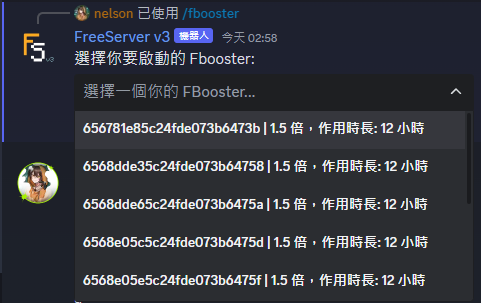 nelson 已使用 /fbooster
FS v3
FreeServer v3 機器人 今天 02:58
選擇你要啟動的 Fbooster:
選擇一個你的 FBooster...
656781e85c24fde073b6473b | 1.5 倍，作用時長: 12 小時
6568dde35c24fde073b64758 | 1.5 倍，作用時長: 12 小時
6568dde65c24fde073b6475a | 1.5 倍，作用時長: 12 小時
6568e05c5c24fde073b6475d | 1.5 倍，作用時長: 12 小時
6568e05e5c24fde073b6475f | 1.5 倍，作用時長: 12 小時